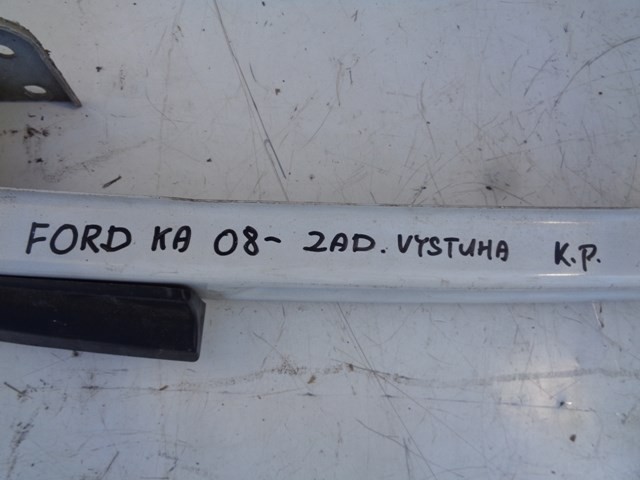 FORD KA 08- ZAD. VYSTUHA K.P.